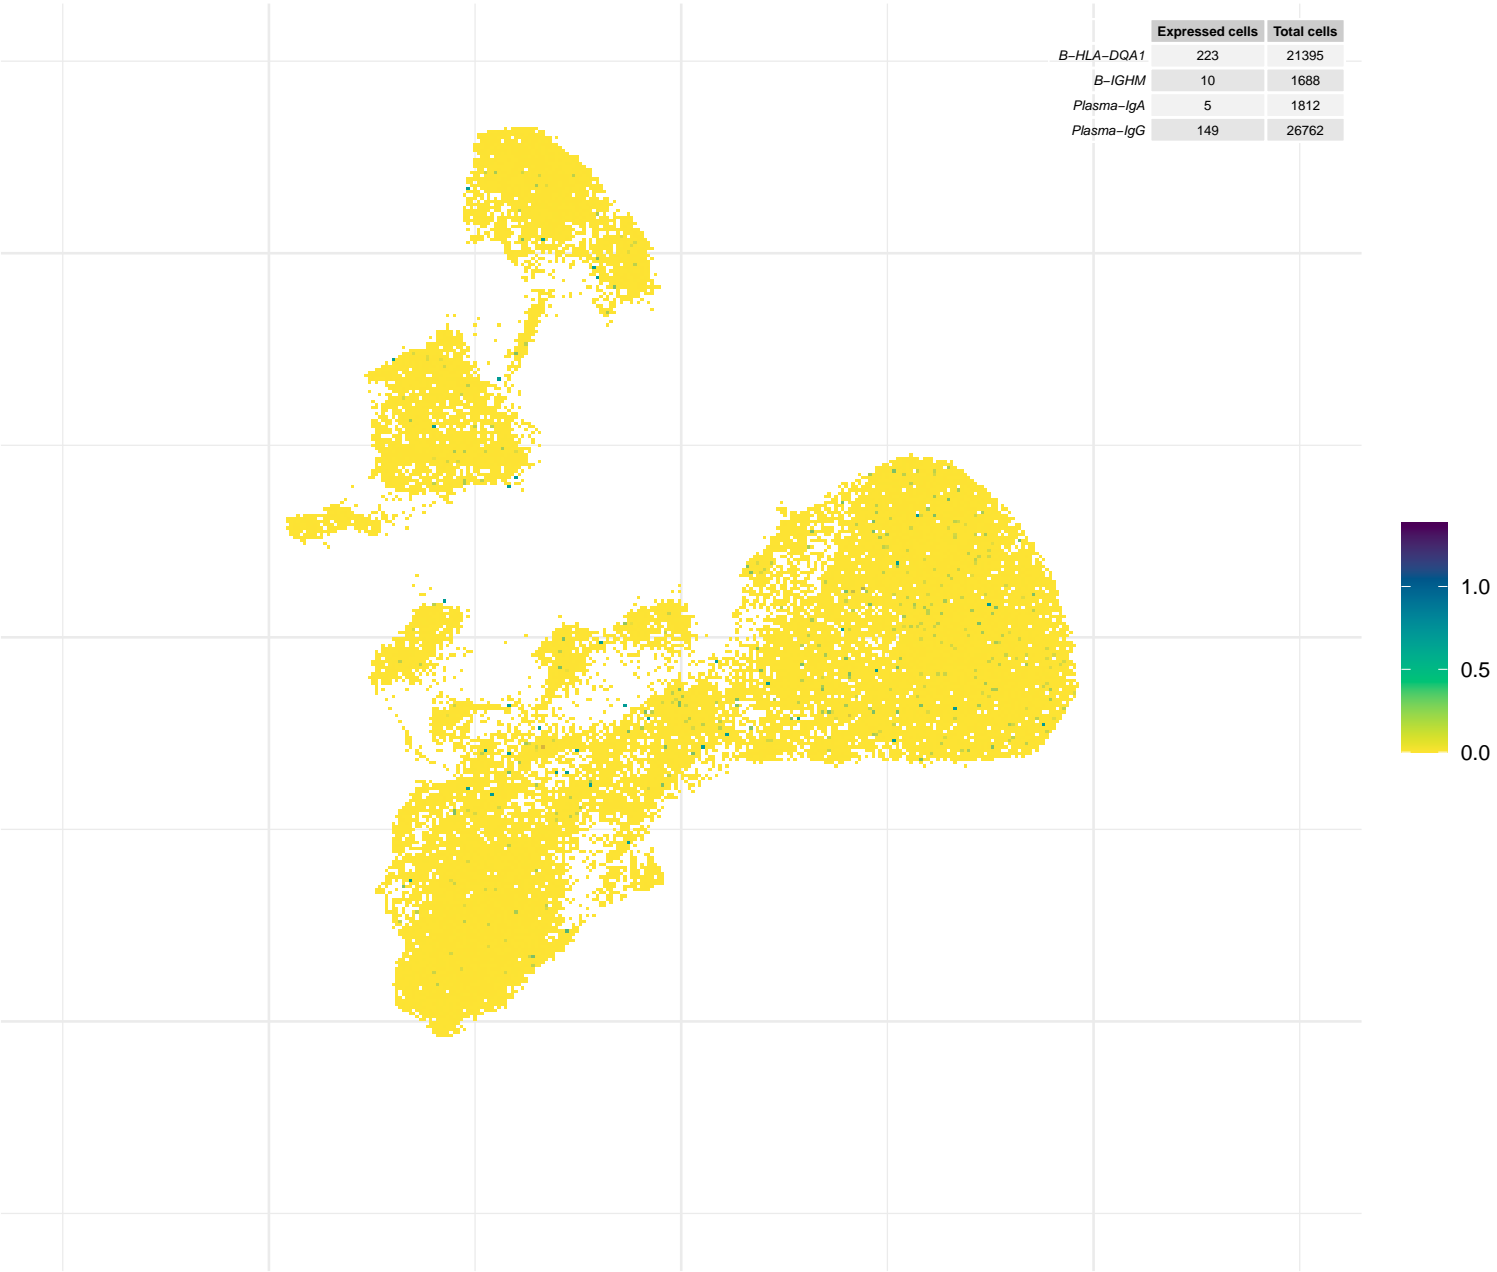 Expressed cells Total cells
B−HLA−DQA1 223 21395
B−IGHM 10 1688
Plasma−IgA 5 1812
Plasma−IgG 149 26762
1.0
0.5
0.0